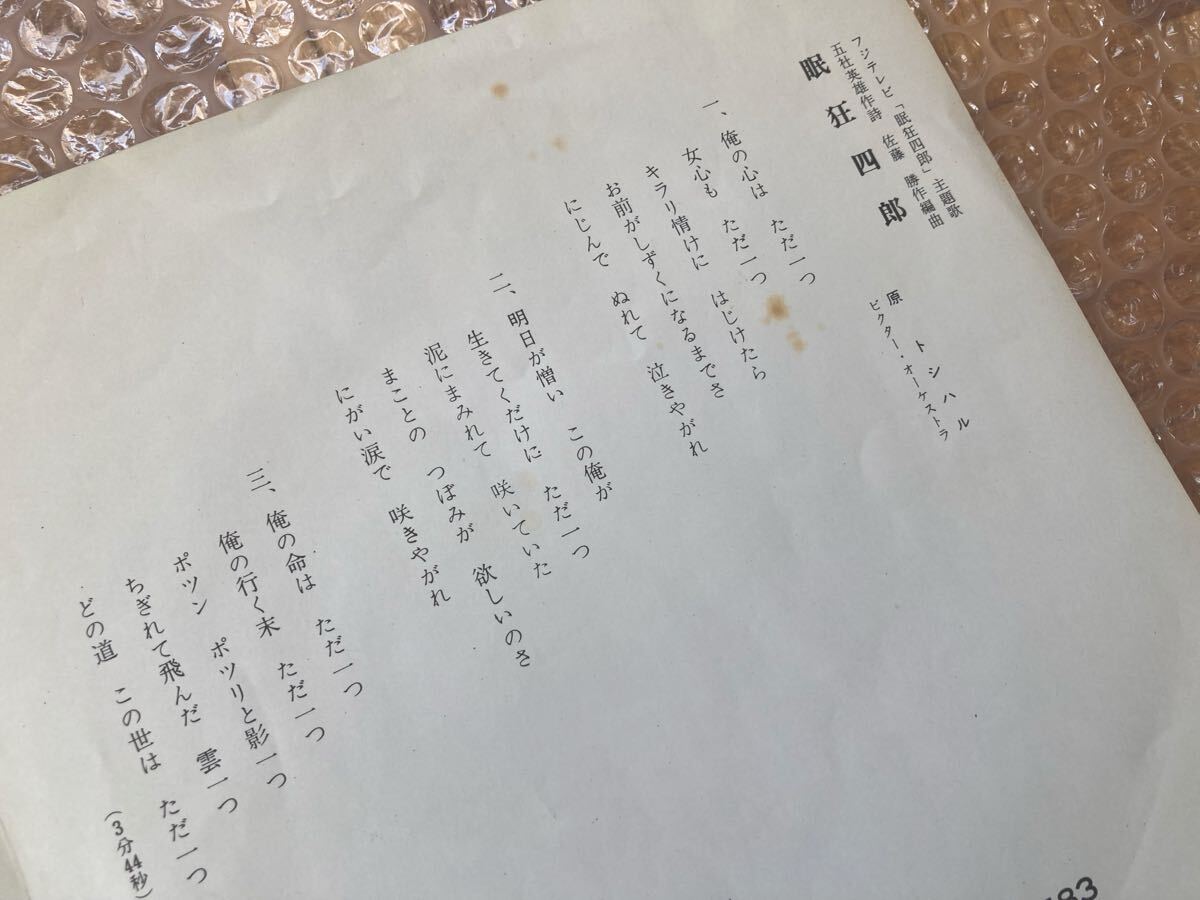 フジテレビ「眠狂四郎」主題歌
五社英雄作詩 佐藤 勝作編曲
眠狂四郎
原 トシハル
ビクター・オーケストラ
一、俺の心は ただ一つ
女心も ただ一つ
キラリ情けに はじけたら
お前がしずくになるまでさ
にじんで ぬれて 泣きやがれ
二、明日が憎い この俺が
生きてくだけに ただ一つ
泥にまみれて 咲いていた
まことの つぼみが 欲しいのさ
にがい涙で 咲きやがれ
三、俺の命は ただ一つ
俺の行く末 ただ一つ
ポツン ポツリと影一つ
ちぎれて飛んだ 雲一つ
どの道 この世は ただ一つ
(3分44秒)